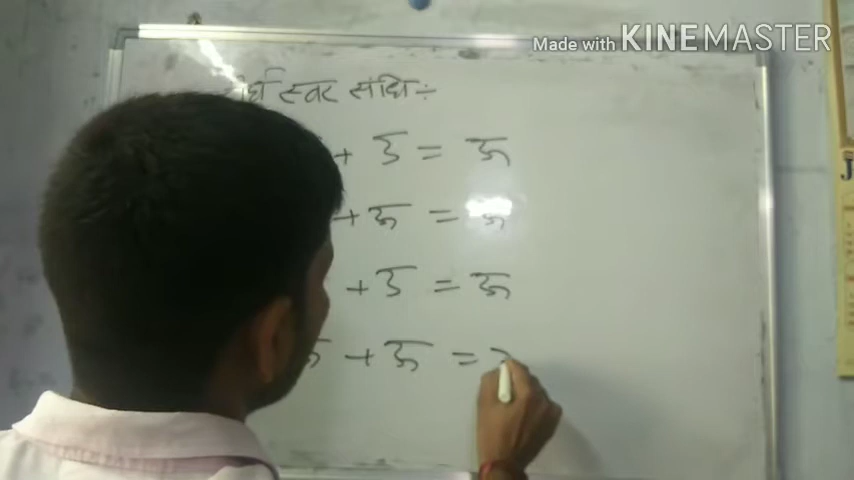 Made with KINEMASTER
स्वर संधि ÷
+ उ = ऊ
+ ऊ = ऊ
+ उ = ऊ
+ ऊ =